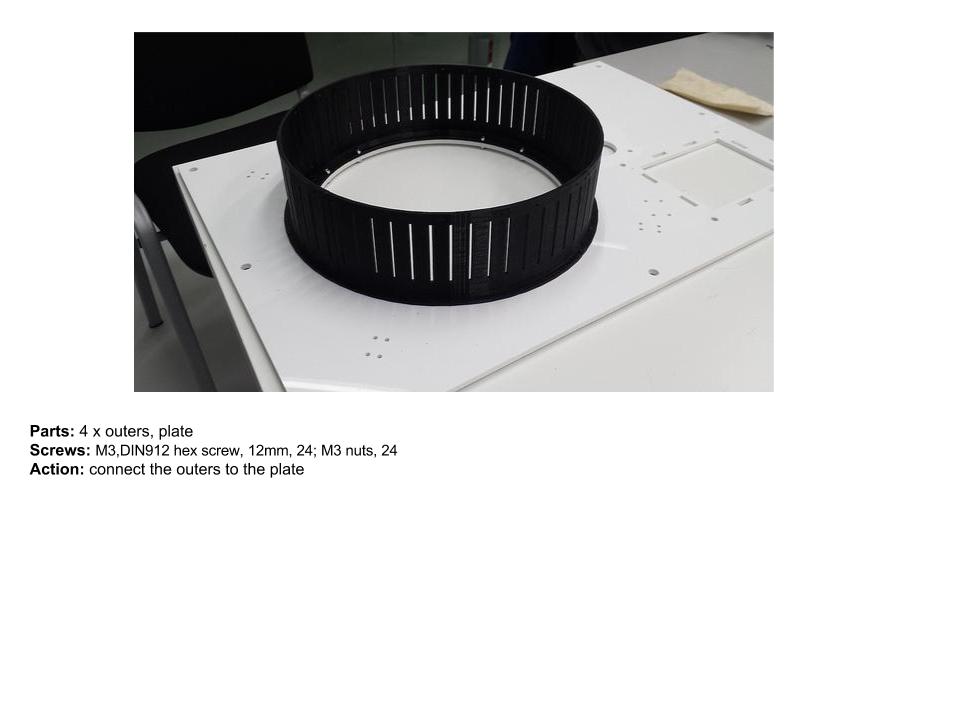 Parts: 4 x outers, plate
Screws: M3,DIN912 hex screw, 12mm, 24; M3 nuts, 24
Action: connect the outers to the plate